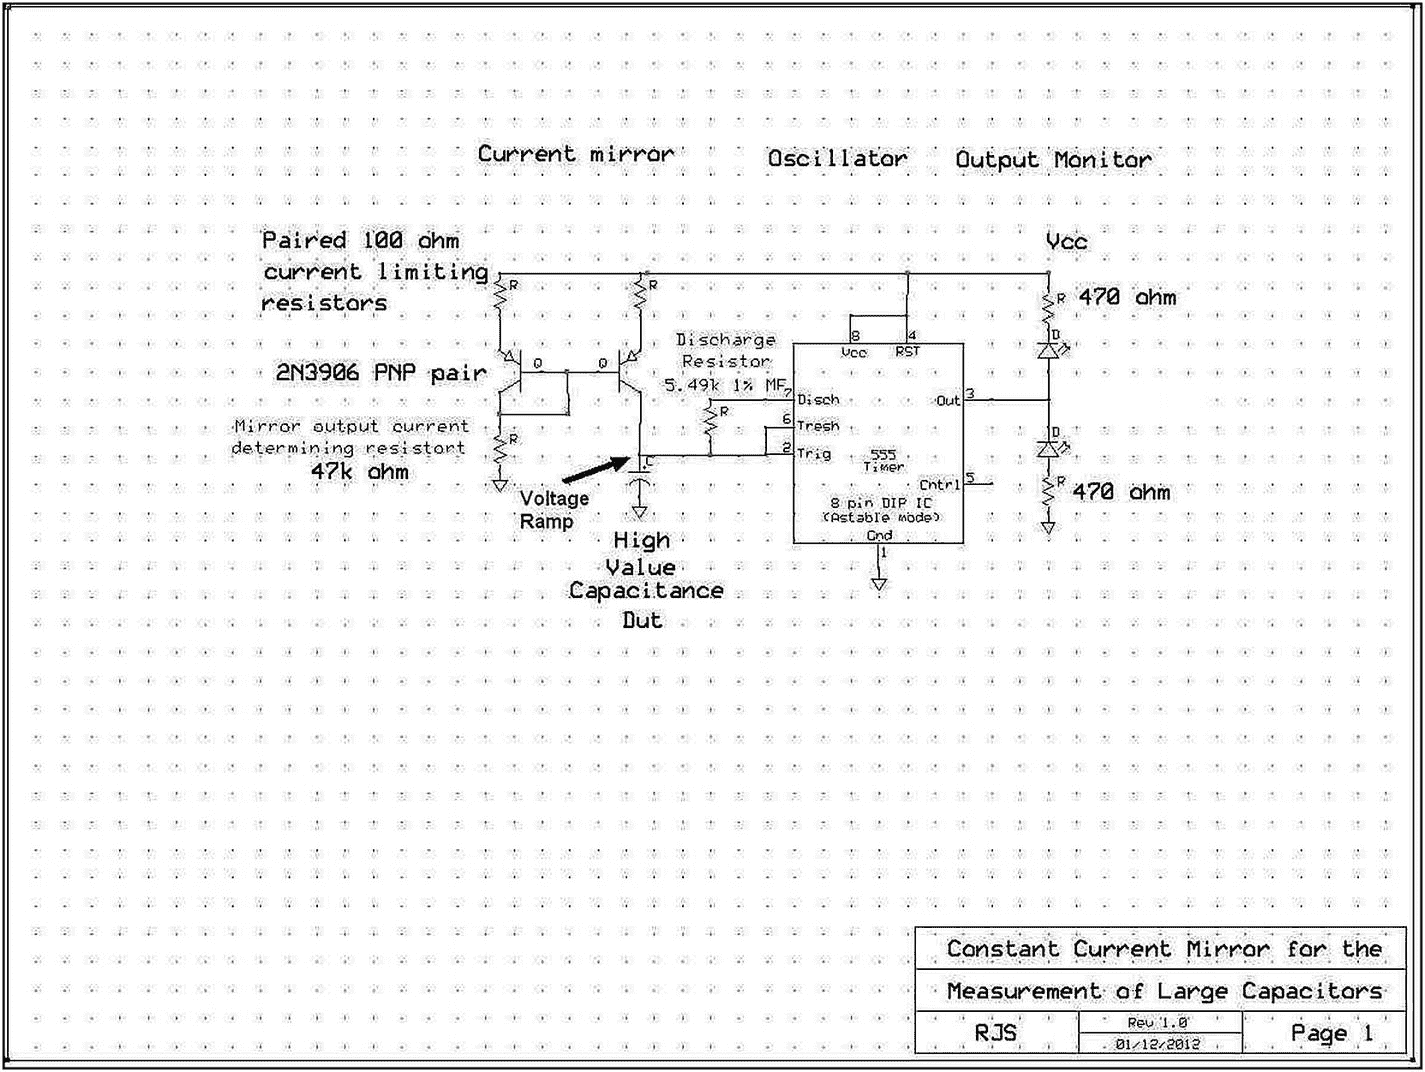 Current mirror
Oscillator
Output Monitor
Paired 100 ohm
current limiting
resistors
Vcc
R
R
R
470 ohm
D
8
4
Vcc
RST
Discharge
Resistor
5.49k 1% MF
2N3906 PNP pair
Q
Q
7
Disch
Out
3
R
6
Tresh
2
Trig
Mirror output current
determining resistort
47k ohm
R
D
C
555
Timer
Cntrl
5
R
470 ohm
Voltage
Ramp
8 pin DIP IC
(Astable mode)
Gnd
1
High
Value
Capacitance
Dut
Constant Current Mirror for the
Measurement of Large Capacitors
RJS
Rev 1.0
01/12/2012
Page 1